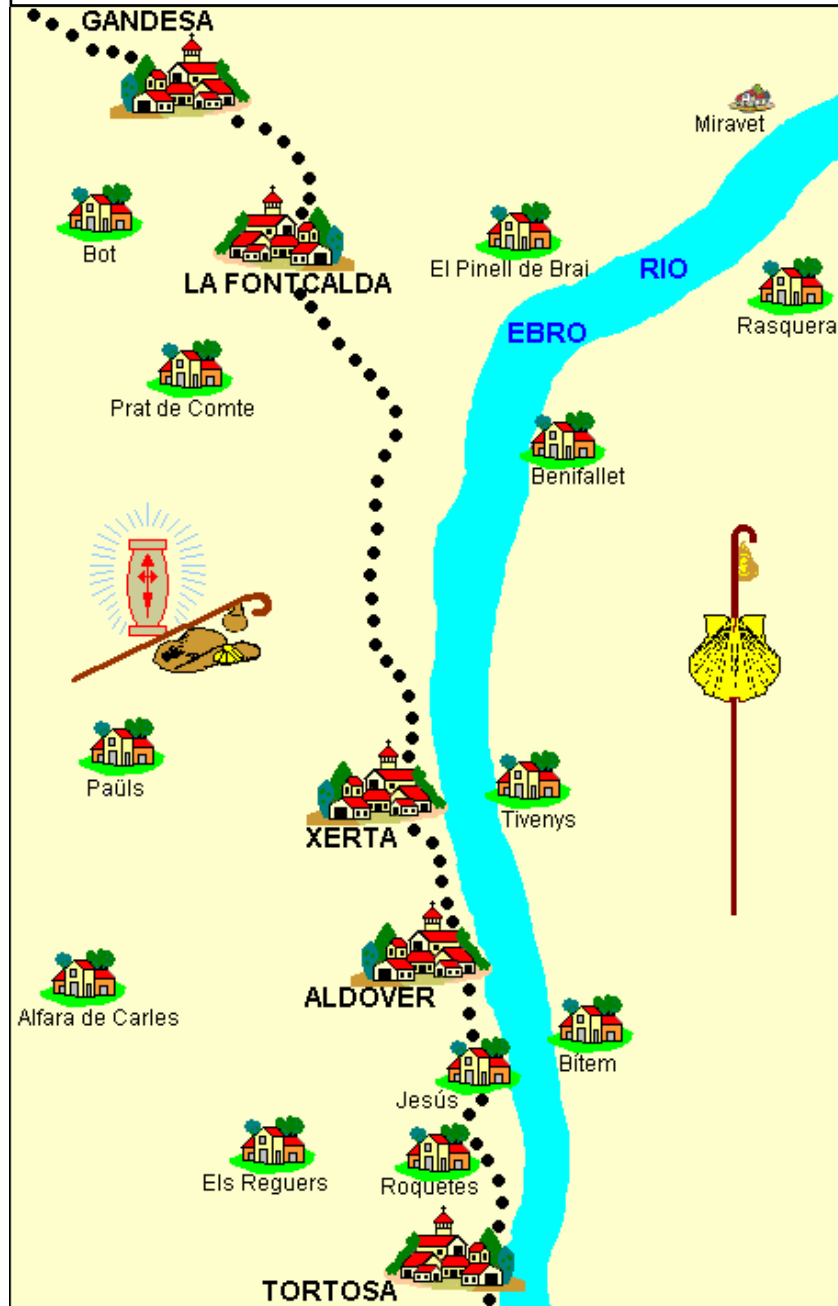 GANDESA
Miravet
Bot
El Pinell de Brai
RIO
LA FONTCALDA
Rasquera
EBRO
Prat de Comte
Benifallet
Paüls
Tivenys
XERTA
ALDOVER
Alfara de Carles
Bítem
Jesús
Els Reguers
Roquetes
TORTOSA